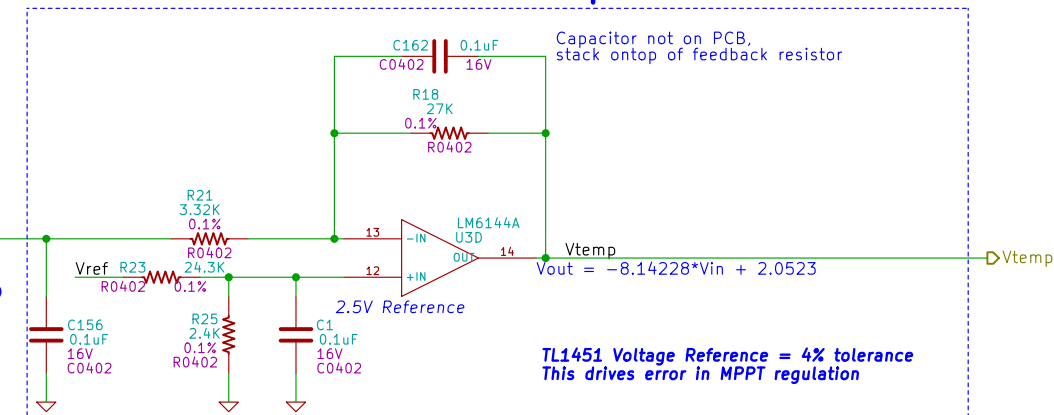 C162
0.1uF
C0402
16V
Capacitor not on PCB,
stack ontop of feedback resistor
R18
27K
0.1%
R0402
R21
3.32K
0.1%
R0402
13
-IN
LM6144A
U3D
OUT
14
Vtemp
Vtemp
Vref
R23
24.3K
R0402
0.1%
12
+IN
Vout = -8.14228*Vin + 2.0523
2.5V Reference
C156
0.1uF
16V
C0402
R25
2.4K
0.1%
R0402
C1
0.1uF
16V
C0402
TL1451 Voltage Reference = 4% tolerance
This drives error in MPPT regulation